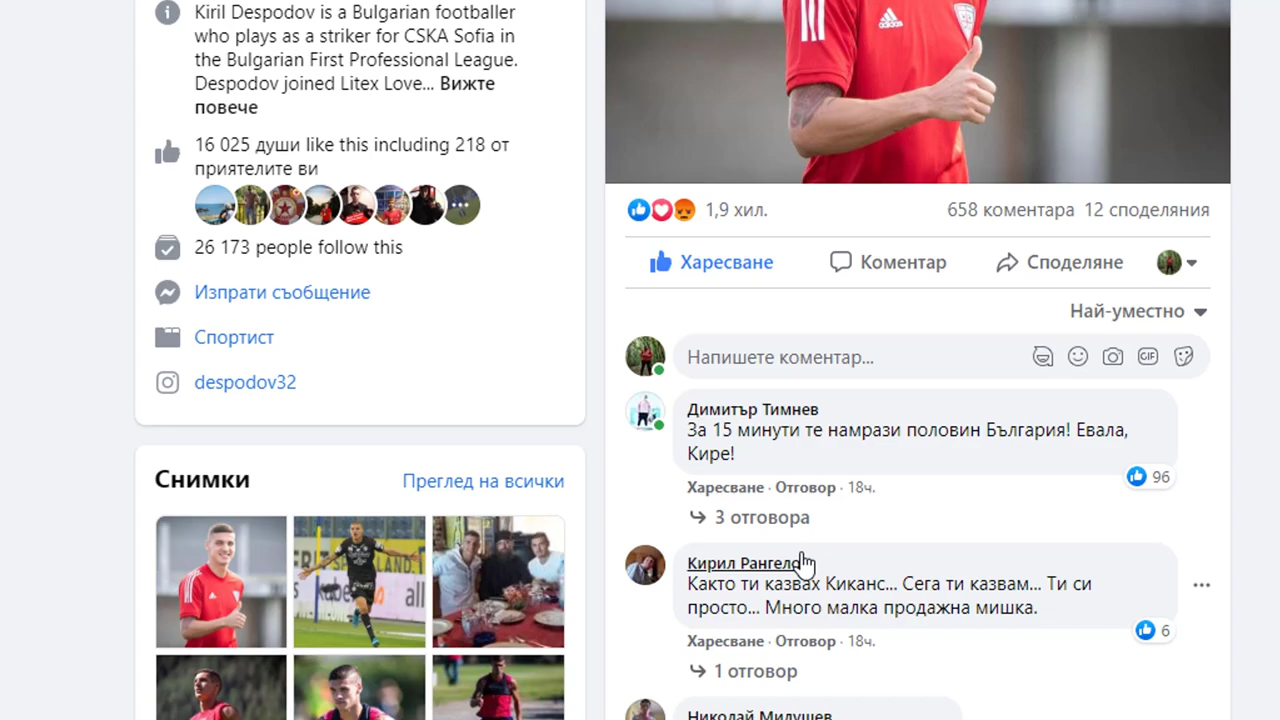 Kiril Despodov is a Bulgarian footballer
who plays as a striker for CSKA Sofia in
the Bulgarian First Professional League.
Despodov joined Litex Love... Вижте
повече
16 025 души like this including 218 от
приятелите ви
26 173 people follow this
Изпрати съобщение
Спортист
despodov32
Снимки
Преглед на всички
1,9 хил.
658 коментара 12 споделяния
Харесване
Коментар
Споделяне
Най-уместно
Напишете коментар...
GIF
Димитър Тимнев
За 15 минути те намрази половин България! Евала,
Кире!
96
Харесване · Отговор · 18ч.
3 отговора
Кирил Рангело
Както ти казвах Киканс... Сега ти казвам... Ти си
просто... Много малка продажна мишка.
6
Харесване · Отговор · 18ч.
1 отговор
Николай Милушев